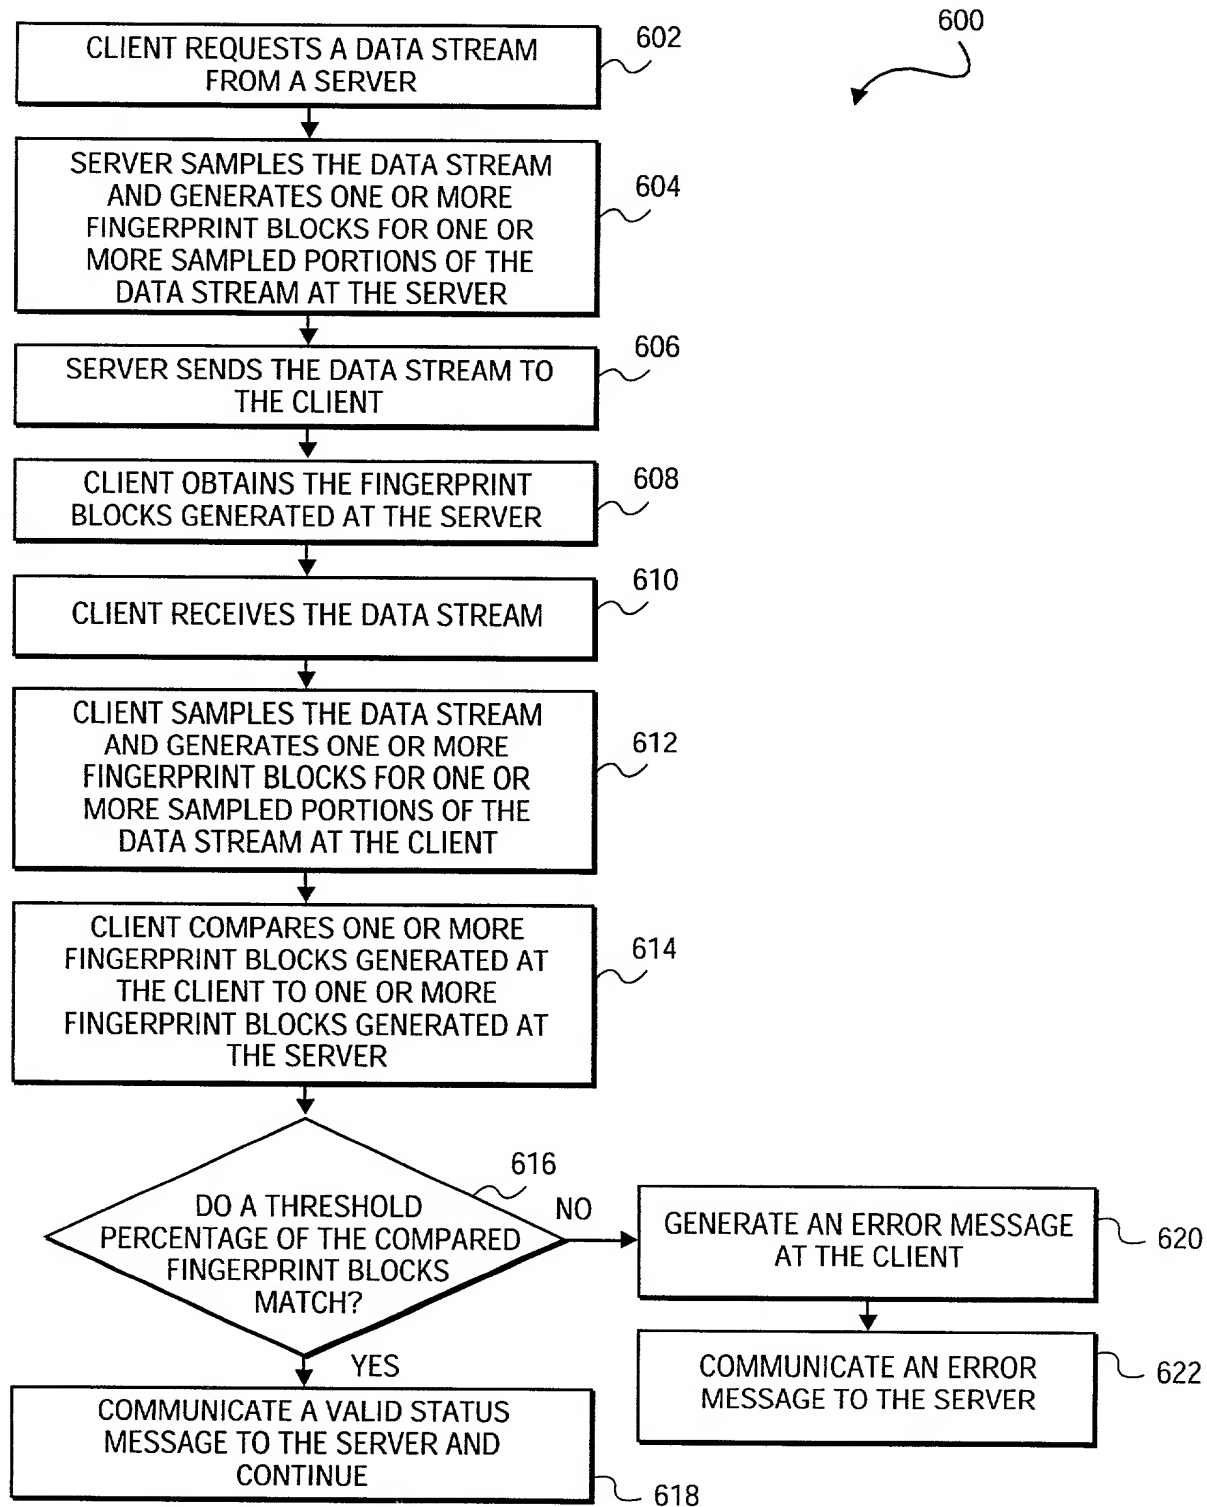 600
CLIENT REQUESTS A DATA STREAM
FROM A SERVER
602
SERVER SAMPLES THE DATA STREAM
AND GENERATES ONE OR MORE
FINGERPRINT BLOCKS FOR ONE OR
MORE SAMPLED PORTIONS OF THE
DATA STREAM AT THE SERVER
604
SERVER SENDS THE DATA STREAM TO
THE CLIENT
606
CLIENT OBTAINS THE FINGERPRINT
BLOCKS GENERATED AT THE SERVER
608
CLIENT RECEIVES THE DATA STREAM
610
CLIENT SAMPLES THE DATA STREAM
AND GENERATES ONE OR MORE
FINGERPRINT BLOCKS FOR ONE OR
MORE SAMPLED PORTIONS OF THE
DATA STREAM AT THE CLIENT
612
CLIENT COMPARES ONE OR MORE
FINGERPRINT BLOCKS GENERATED AT
THE CLIENT TO ONE OR MORE
FINGERPRINT BLOCKS GENERATED AT
THE SERVER
614
DO A THRESHOLD
PERCENTAGE OF THE COMPARED
FINGERPRINT BLOCKS
MATCH?
616
NO
GENERATE AN ERROR MESSAGE
AT THE CLIENT
620
COMMUNICATE AN ERROR
MESSAGE TO THE SERVER
622
YES
COMMUNICATE A VALID STATUS
MESSAGE TO THE SERVER AND
CONTINUE
618